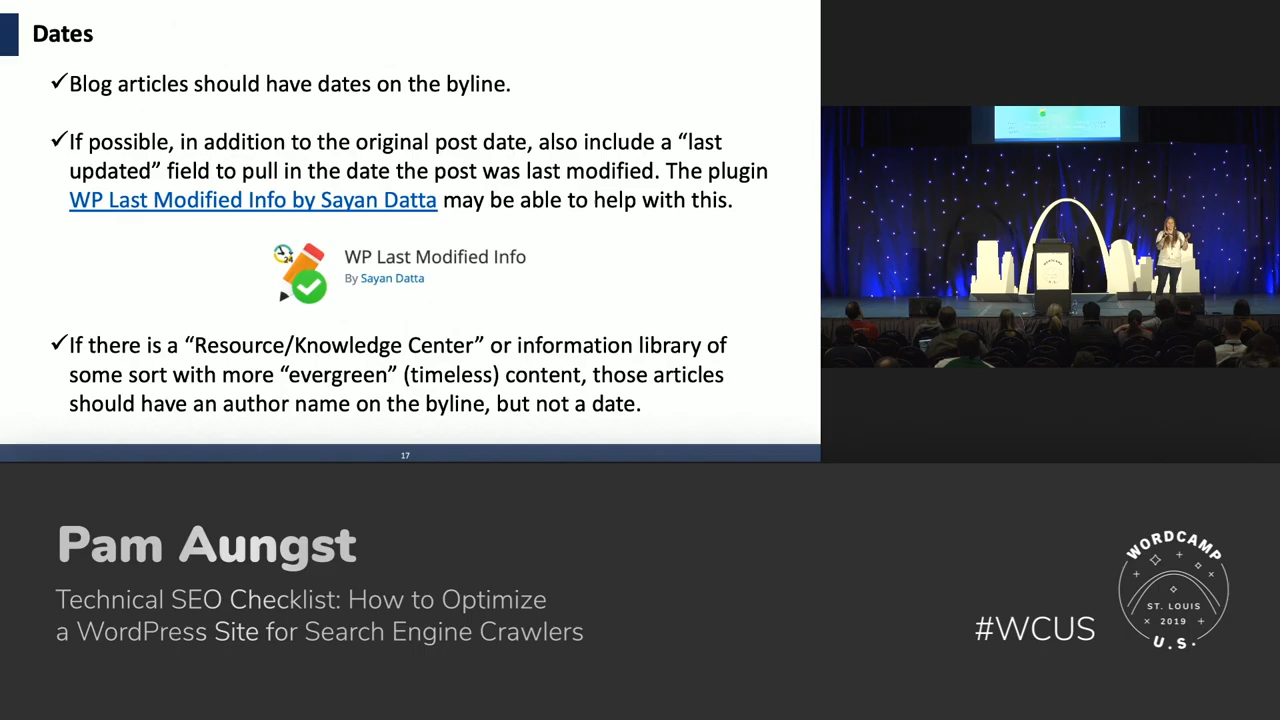 Dates
✓Blog articles should have dates on the byline.
✓If possible, in addition to the original post date, also include a “last
updated” field to pull in the date the post was last modified. The plugin
WP Last Modified Info by Sayan Datta may be able to help with this.
24
WP Last Modified Info
By Sayan Datta
✓If there is a “Resource/Knowledge Center” or information library of
some sort with more “evergreen” (timeless) content, those articles
should have an author name on the byline, but not a date.
17
WORDCAMP
U.S.
Pam Aungst
Technical SEO Checklist: How to Optimize
a WordPress Site for Search Engine Crawlers
#WCUS
WORDCAMP
ST. LOUIS
2019
U.S.